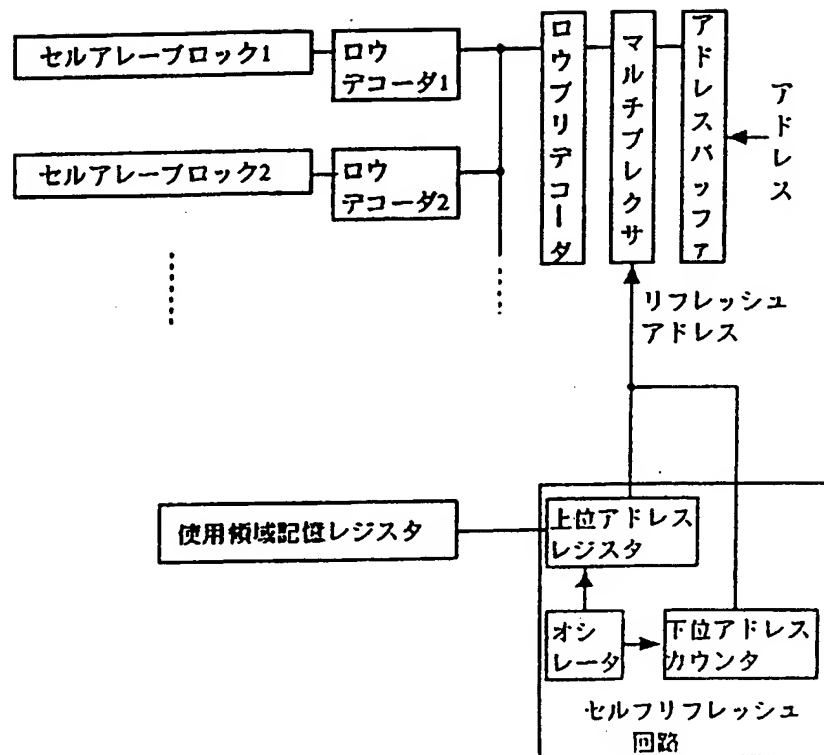 セルアレーブロック1
ロウ
デコーダ1
セルアレーブロック2
ロウ
デコーダ2
ロウプリデコーダ
マルチプレクサ
アドレスバッファ
アドレス
リフレッシュ
アドレス
使用領域記憶レジスタ
上位アドレス
レジスタ
オシ
レータ
下位アドレス
カウンタ
セルフリフレッシュ
回路